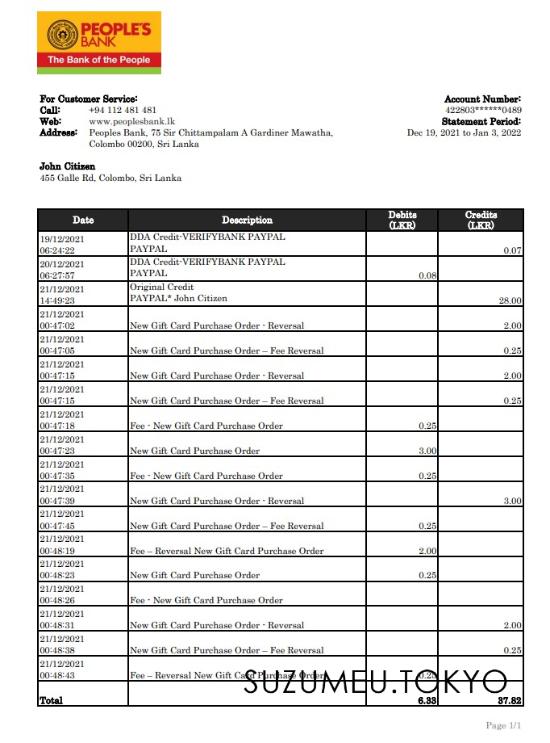 PEOPLE'S
BANK
The Bank of the People
For Customer Service:
Call: +94 112 481 481
Web: www.peoplesbank.lk
Address: Peoples Bank, 75 Sir Chittampalam A Gardiner Mawatha,
Colombo 00200, Sri Lanka
Account Number:
422803******0489
Statement Period:
Dec 19, 2021 to Jan 3, 2022
John Citizen
455 Galle Rd, Colombo, Sri Lanka
Date Description Debits (LKR) Credits (LKR)
19/12/2021 DDA Credit-VERIFYBANK PAYPAL
06:24:22 PAYPAL 0.07
20/12/2021 DDA Credit-VERIFYBANK PAYPAL
06:27:57 PAYPAL 0.08
21/12/2021 Original Credit
14:49:23 PAYPAL* John Citizen 28.00
21/12/2021
00:47:02 New Gift Card Purchase Order - Reversal 2.00
21/12/2021
00:47:05 New Gift Card Purchase Order – Fee Reversal 0.25
21/12/2021
00:47:15 New Gift Card Purchase Order - Reversal 2.00
21/12/2021
00:47:15 New Gift Card Purchase Order – Fee Reversal 0.25
21/12/2021
00:47:18 Fee - New Gift Card Purchase Order 0.25
21/12/2021
00:47:23 New Gift Card Purchase Order 3.00
21/12/2021
00:47:35 Fee - New Gift Card Purchase Order 0.25
21/12/2021
00:47:39 New Gift Card Purchase Order - Reversal 3.00
21/12/2021
00:47:45 New Gift Card Purchase Order – Fee Reversal 0.25
21/12/2021
00:48:19 Fee – Reversal New Gift Card Purchase Order 2.00
21/12/2021
00:48:23 New Gift Card Purchase Order 0.25
21/12/2021
00:48:26 Fee - New Gift Card Purchase Order
21/12/2021
00:48:31 New Gift Card Purchase Order - Reversal 2.00
21/12/2021
00:48:38 New Gift Card Purchase Order – Fee Reversal 0.25
21/12/2021
00:48:43 Fee – Reversal New Gift Card Purchase Order
SUZUMEU.TOKYO
Total 6.33 37.82
Page 1/1